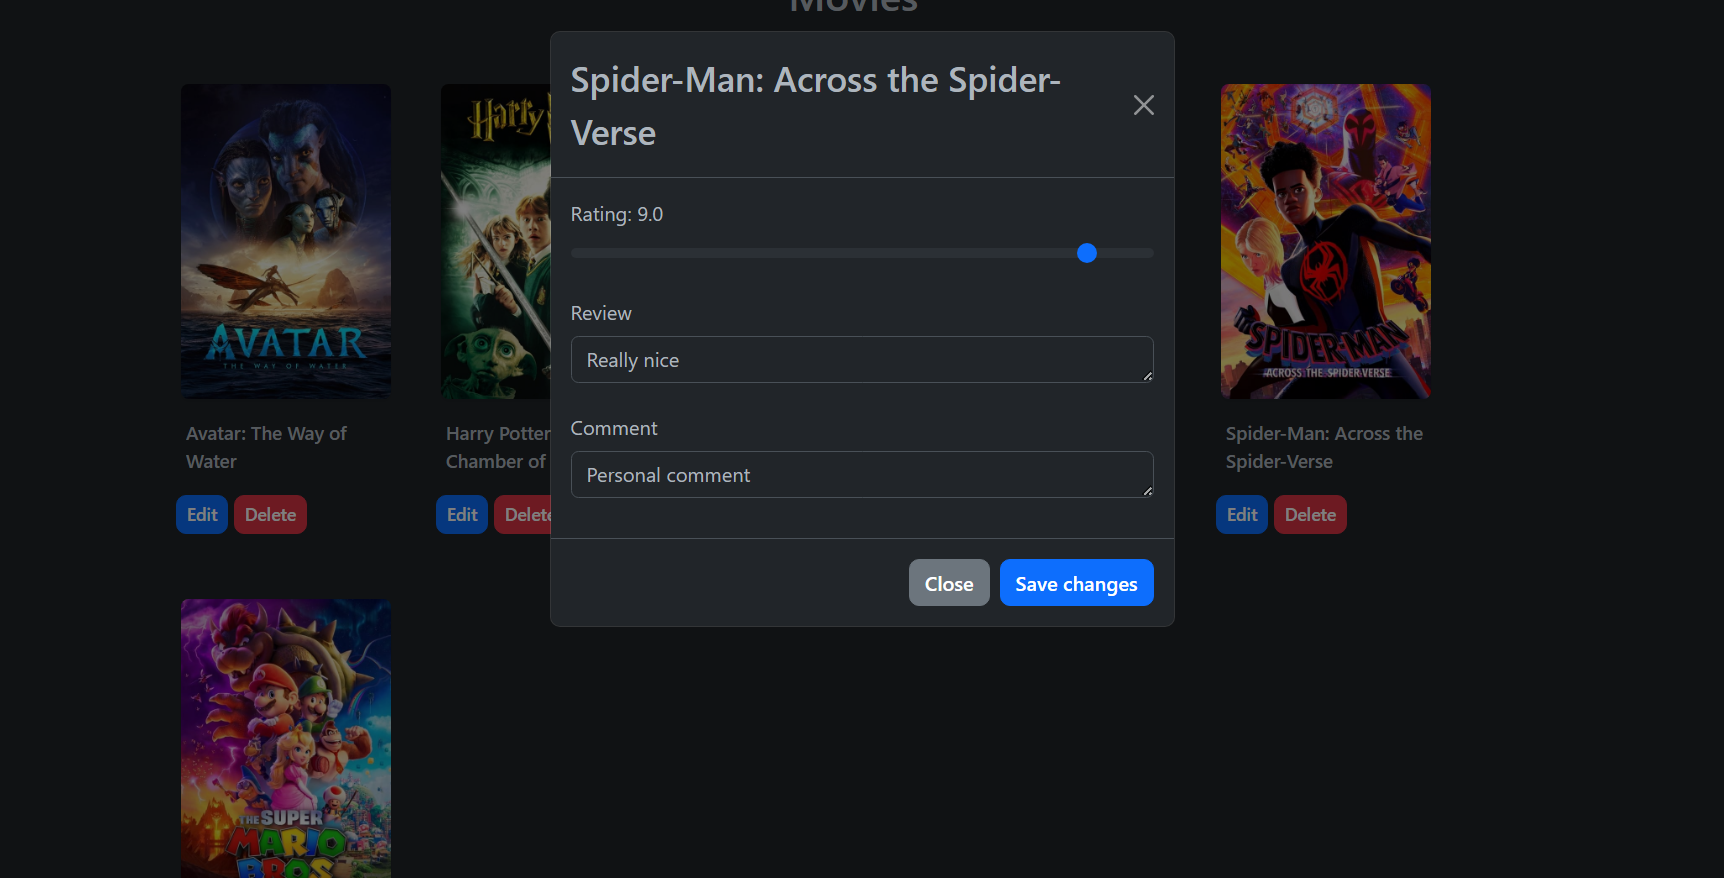 Movies
Spider-Man: Across the Spider-
Verse
Rating: 9.0
Review
Really nice
Comment
Personal comment
Close
Save changes
AVATAR
THE WAY OF WATER
Avatar: The Way of
Water
Edit
Delete
Harry
Harry Potter
Chamber of
Edit
Delete
SPIDER-MAN
ACROSS THE SPIDER-VERSE
Spider-Man: Across the
Spider-Verse
Edit
Delete
THE SUPER
MARIO
BROS